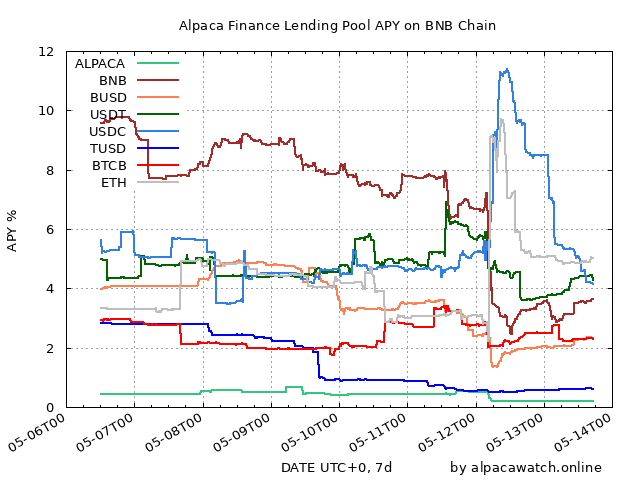 Alpaca Finance Lending Pool APY on BNB Chain
12
10
8
6
4
2
0
APY %
ALPACA
BNB
BUSD
USDT
USDC
TUSD
BTCB
ETH
05-06T00
05-07T00
05-08T00
05-09T00
05-10T00
05-11T00
05-12T00
05-13T00
05-14T00
DATE UTC+0, 7d
by alpacawatch.online